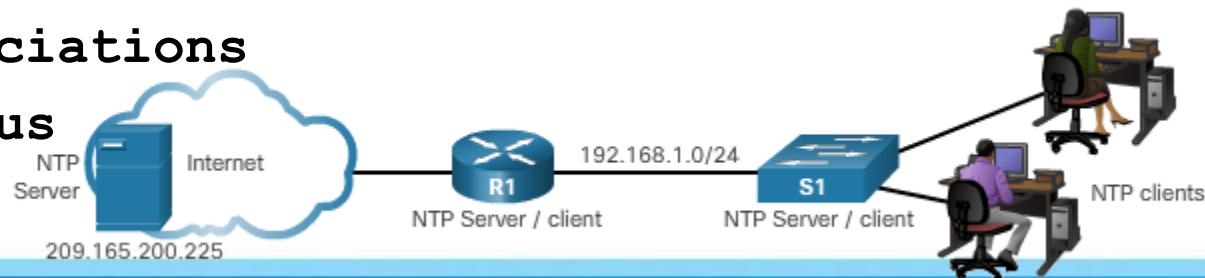 ciations
us
NTP
Server
Internet
209.165.200.225
R1
NTP Server / client
192.168.1.0/24
S1
NTP Server / client
NTP clients